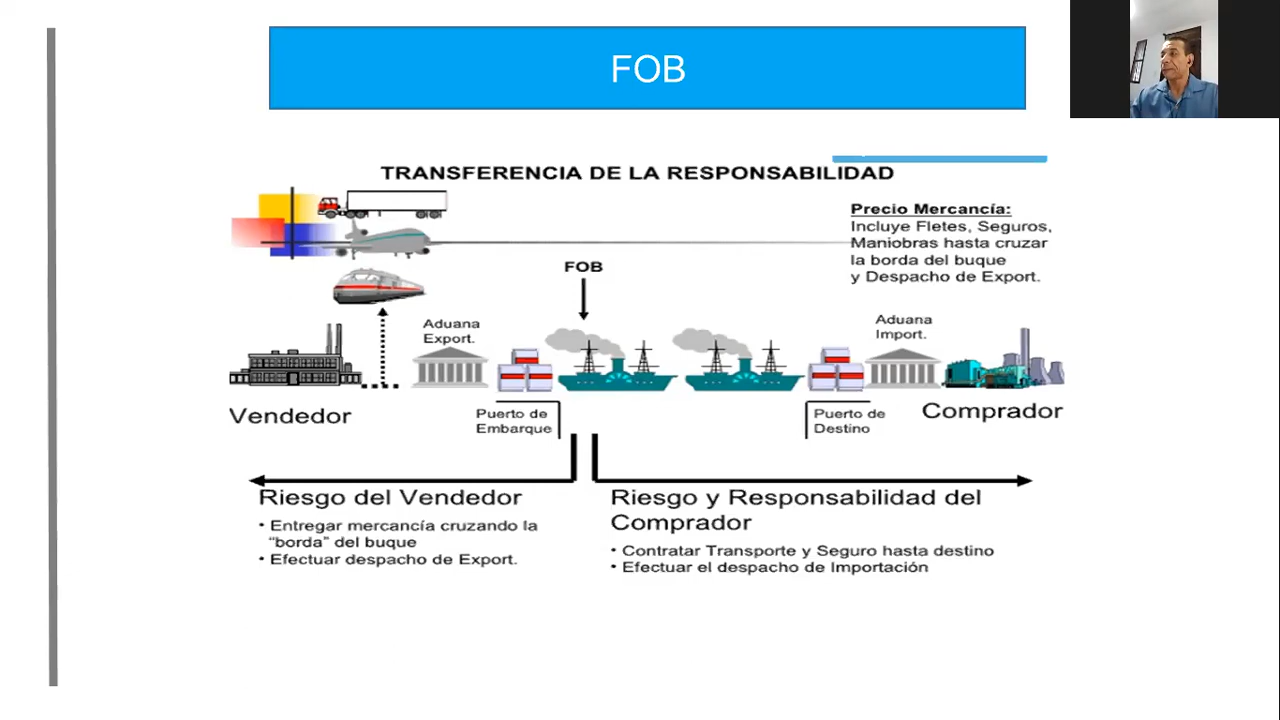 FOB
TRANSFERENCIA DE LA RESPONSABILIDAD
Precio Mercancía:
Incluye Fletes, Seguros,
Maniobras hasta cruzar
la borda del buque
y Despacho de Export.
FOB
Aduana
Export.
Aduana
Import.
Vendedor
Puerto de
Embarque
Puerto de
Destino
Comprador
Riesgo del Vendedor
• Entregar mercancía cruzando la
“borda” del buque
• Efectuar despacho de Export.
Riesgo y Responsabilidad del
Comprador
• Contratar Transporte y Seguro hasta destino
• Efectuar el despacho de Importación